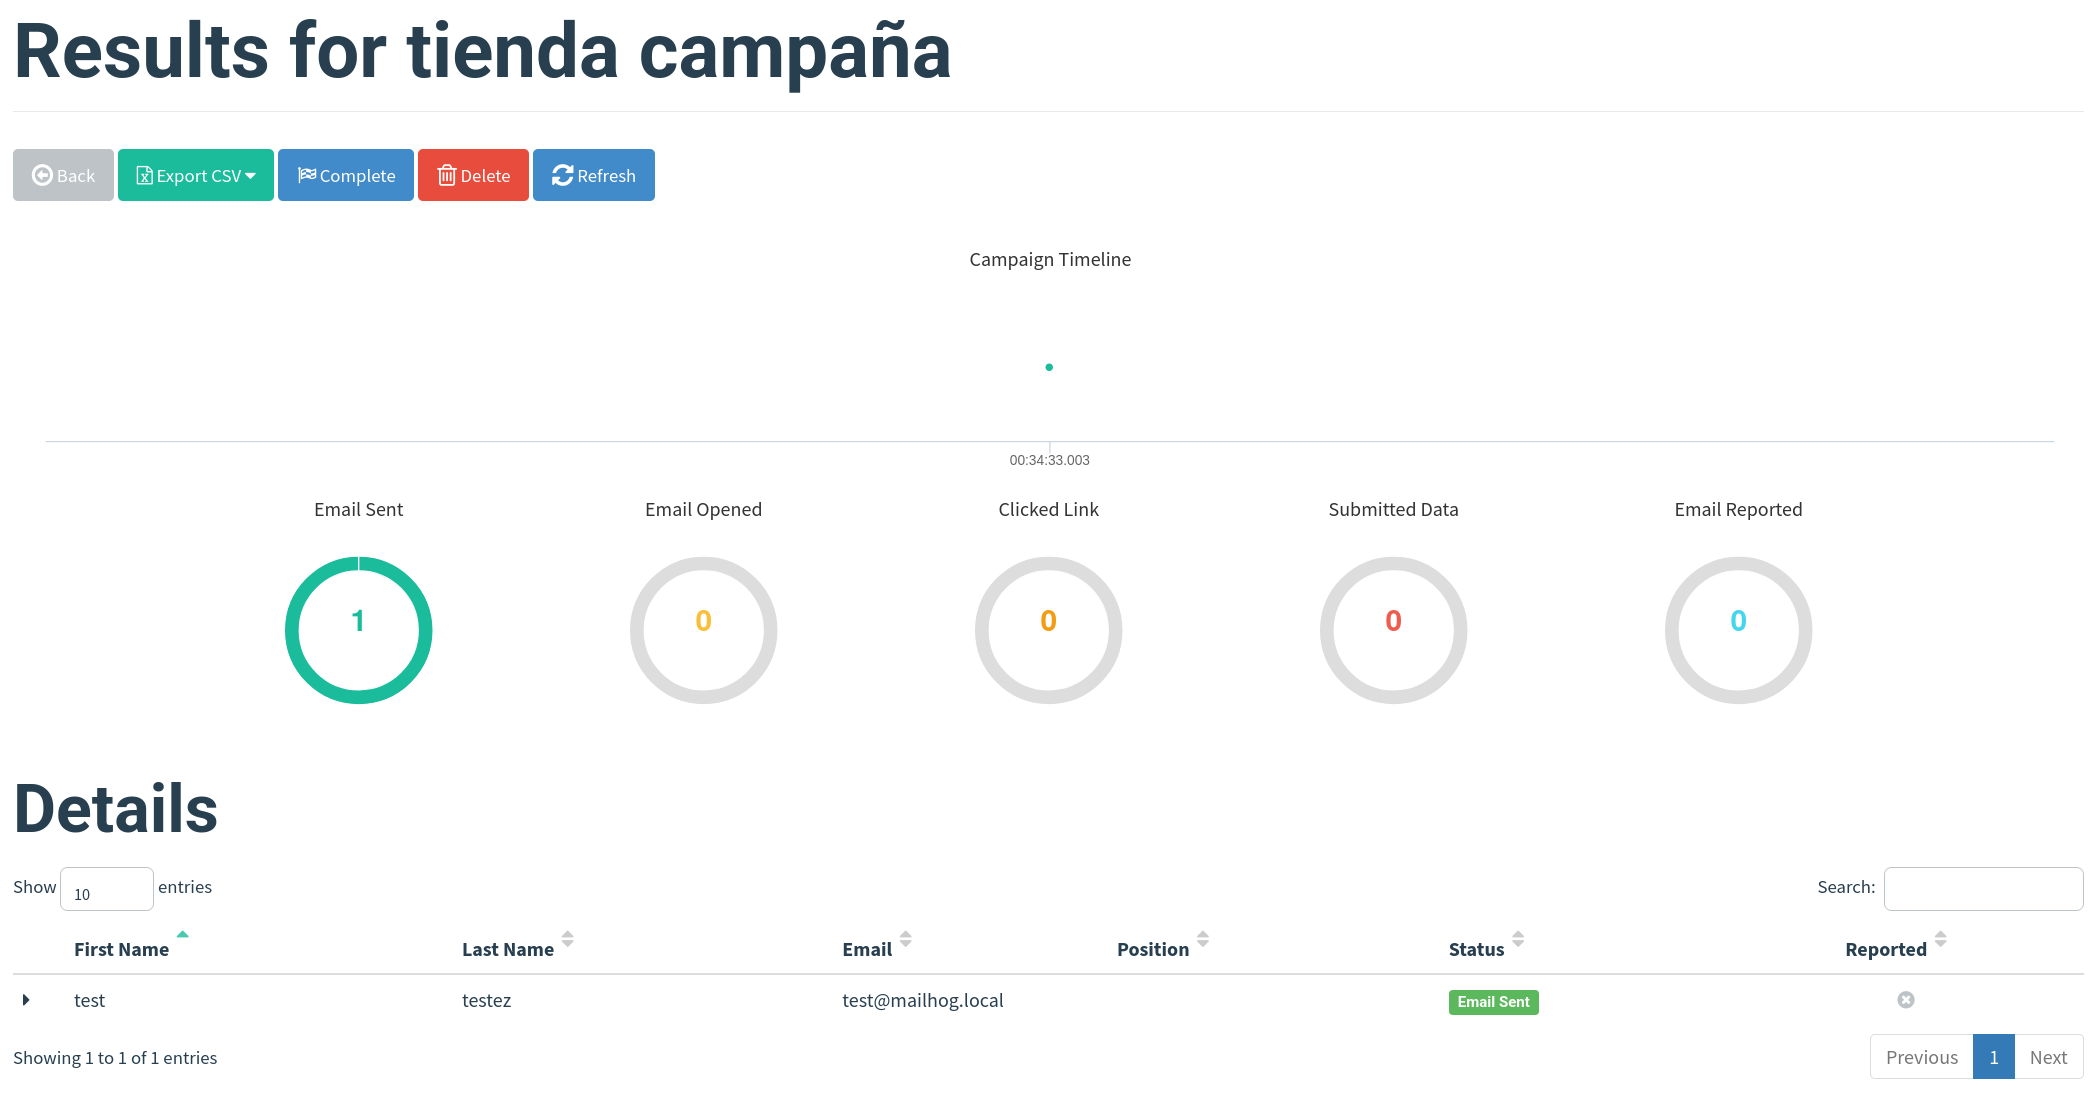 Results for tienda campaña
Back Export CSV Complete Delete Refresh
Campaign Timeline
00:34:33.003
Email Sent Email Opened Clicked Link Submitted Data Email Reported
1 0 0 0 0
Details
Show 10 entries Search:
First Name Last Name Email Position Status Reported
test testez test@mailhog.local Email Sent
Showing 1 to 1 of 1 entries Previous 1 Next